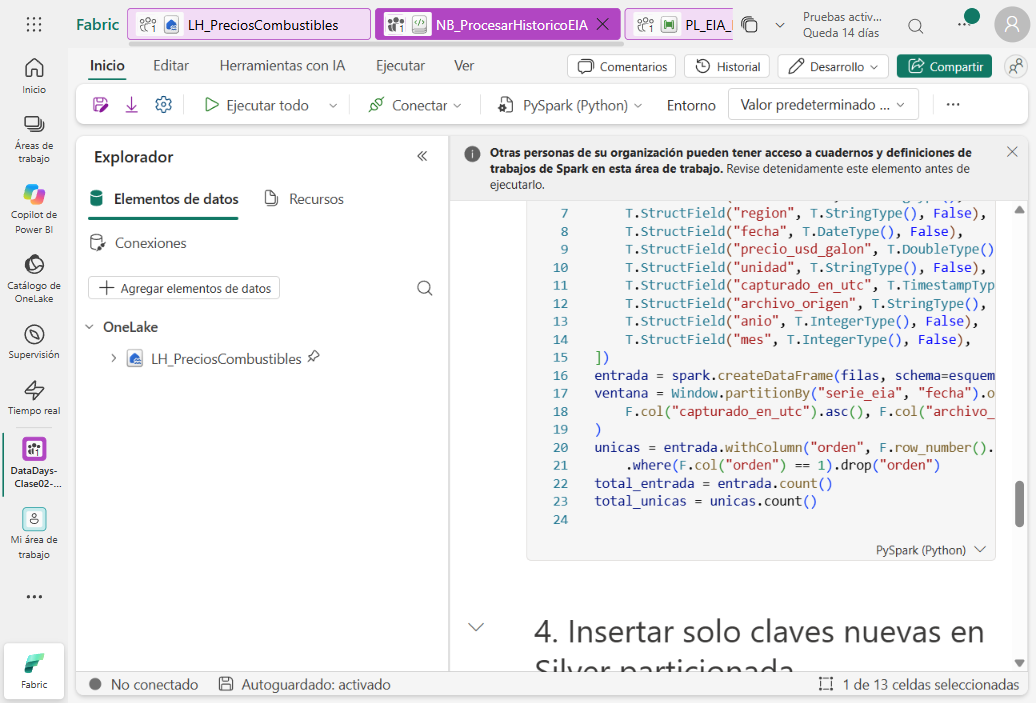 Fabric
LH_PreciosCombustibles
NB_ProcesarHistoricoEIA
PL_EIA_
Pruebas activ...
Queda 14 días
Inicio
Editar
Herramientas con IA
Ejecutar
Ver
Comentarios
Historial
Desarrollo
Compartir
Ejecutar todo
Conectar
PySpark (Python)
Entorno
Valor predeterminado ...
Inicio
Áreas de
trabajo
Copilot de
Power BI
Catálogo de
OneLake
Supervisión
Tiempo real
DataDays-
Clase02-...
Mi área de
trabajo
Fabric
Explorador
Elementos de datos
Recursos
Conexiones
Agregar elementos de datos
OneLake
LH_PreciosCombustibles
Otras personas de su organización pueden tener acceso a cuadernos y definiciones de
trabajos de Spark en esta área de trabajo. Revise detenidamente este elemento antes de
ejecutarlo.
7 T.StructField("region", T.StringType(), False),
8 T.StructField("fecha", T.DateType(), False),
9 T.StructField("precio_usd_galon", T.DoubleType()
10 T.StructField("unidad", T.StringType(), False),
11 T.StructField("capturado_en_utc", T.TimestampTyp
12 T.StructField("archivo_origen", T.StringType(),
13 T.StructField("anio", T.IntegerType(), False),
14 T.StructField("mes", T.IntegerType(), False),
15 ])
16 entrada = spark.createDataFrame(filas, schema=esquem
17 ventana = Window.partitionBy("serie_eia", "fecha").o
18 F.col("capturado_en_utc").asc(), F.col("archivo_
19 )
20 unicas = entrada.withColumn("orden", F.row_number().
21 .where(F.col("orden") == 1).drop("orden")
22 total_entrada = entrada.count()
23 total_unicas = unicas.count()
24
PySpark (Python)
4. Insertar solo claves nuevas en
Silver particionada
No conectado
Autoguardado: activado
1 de 13 celdas seleccionadas